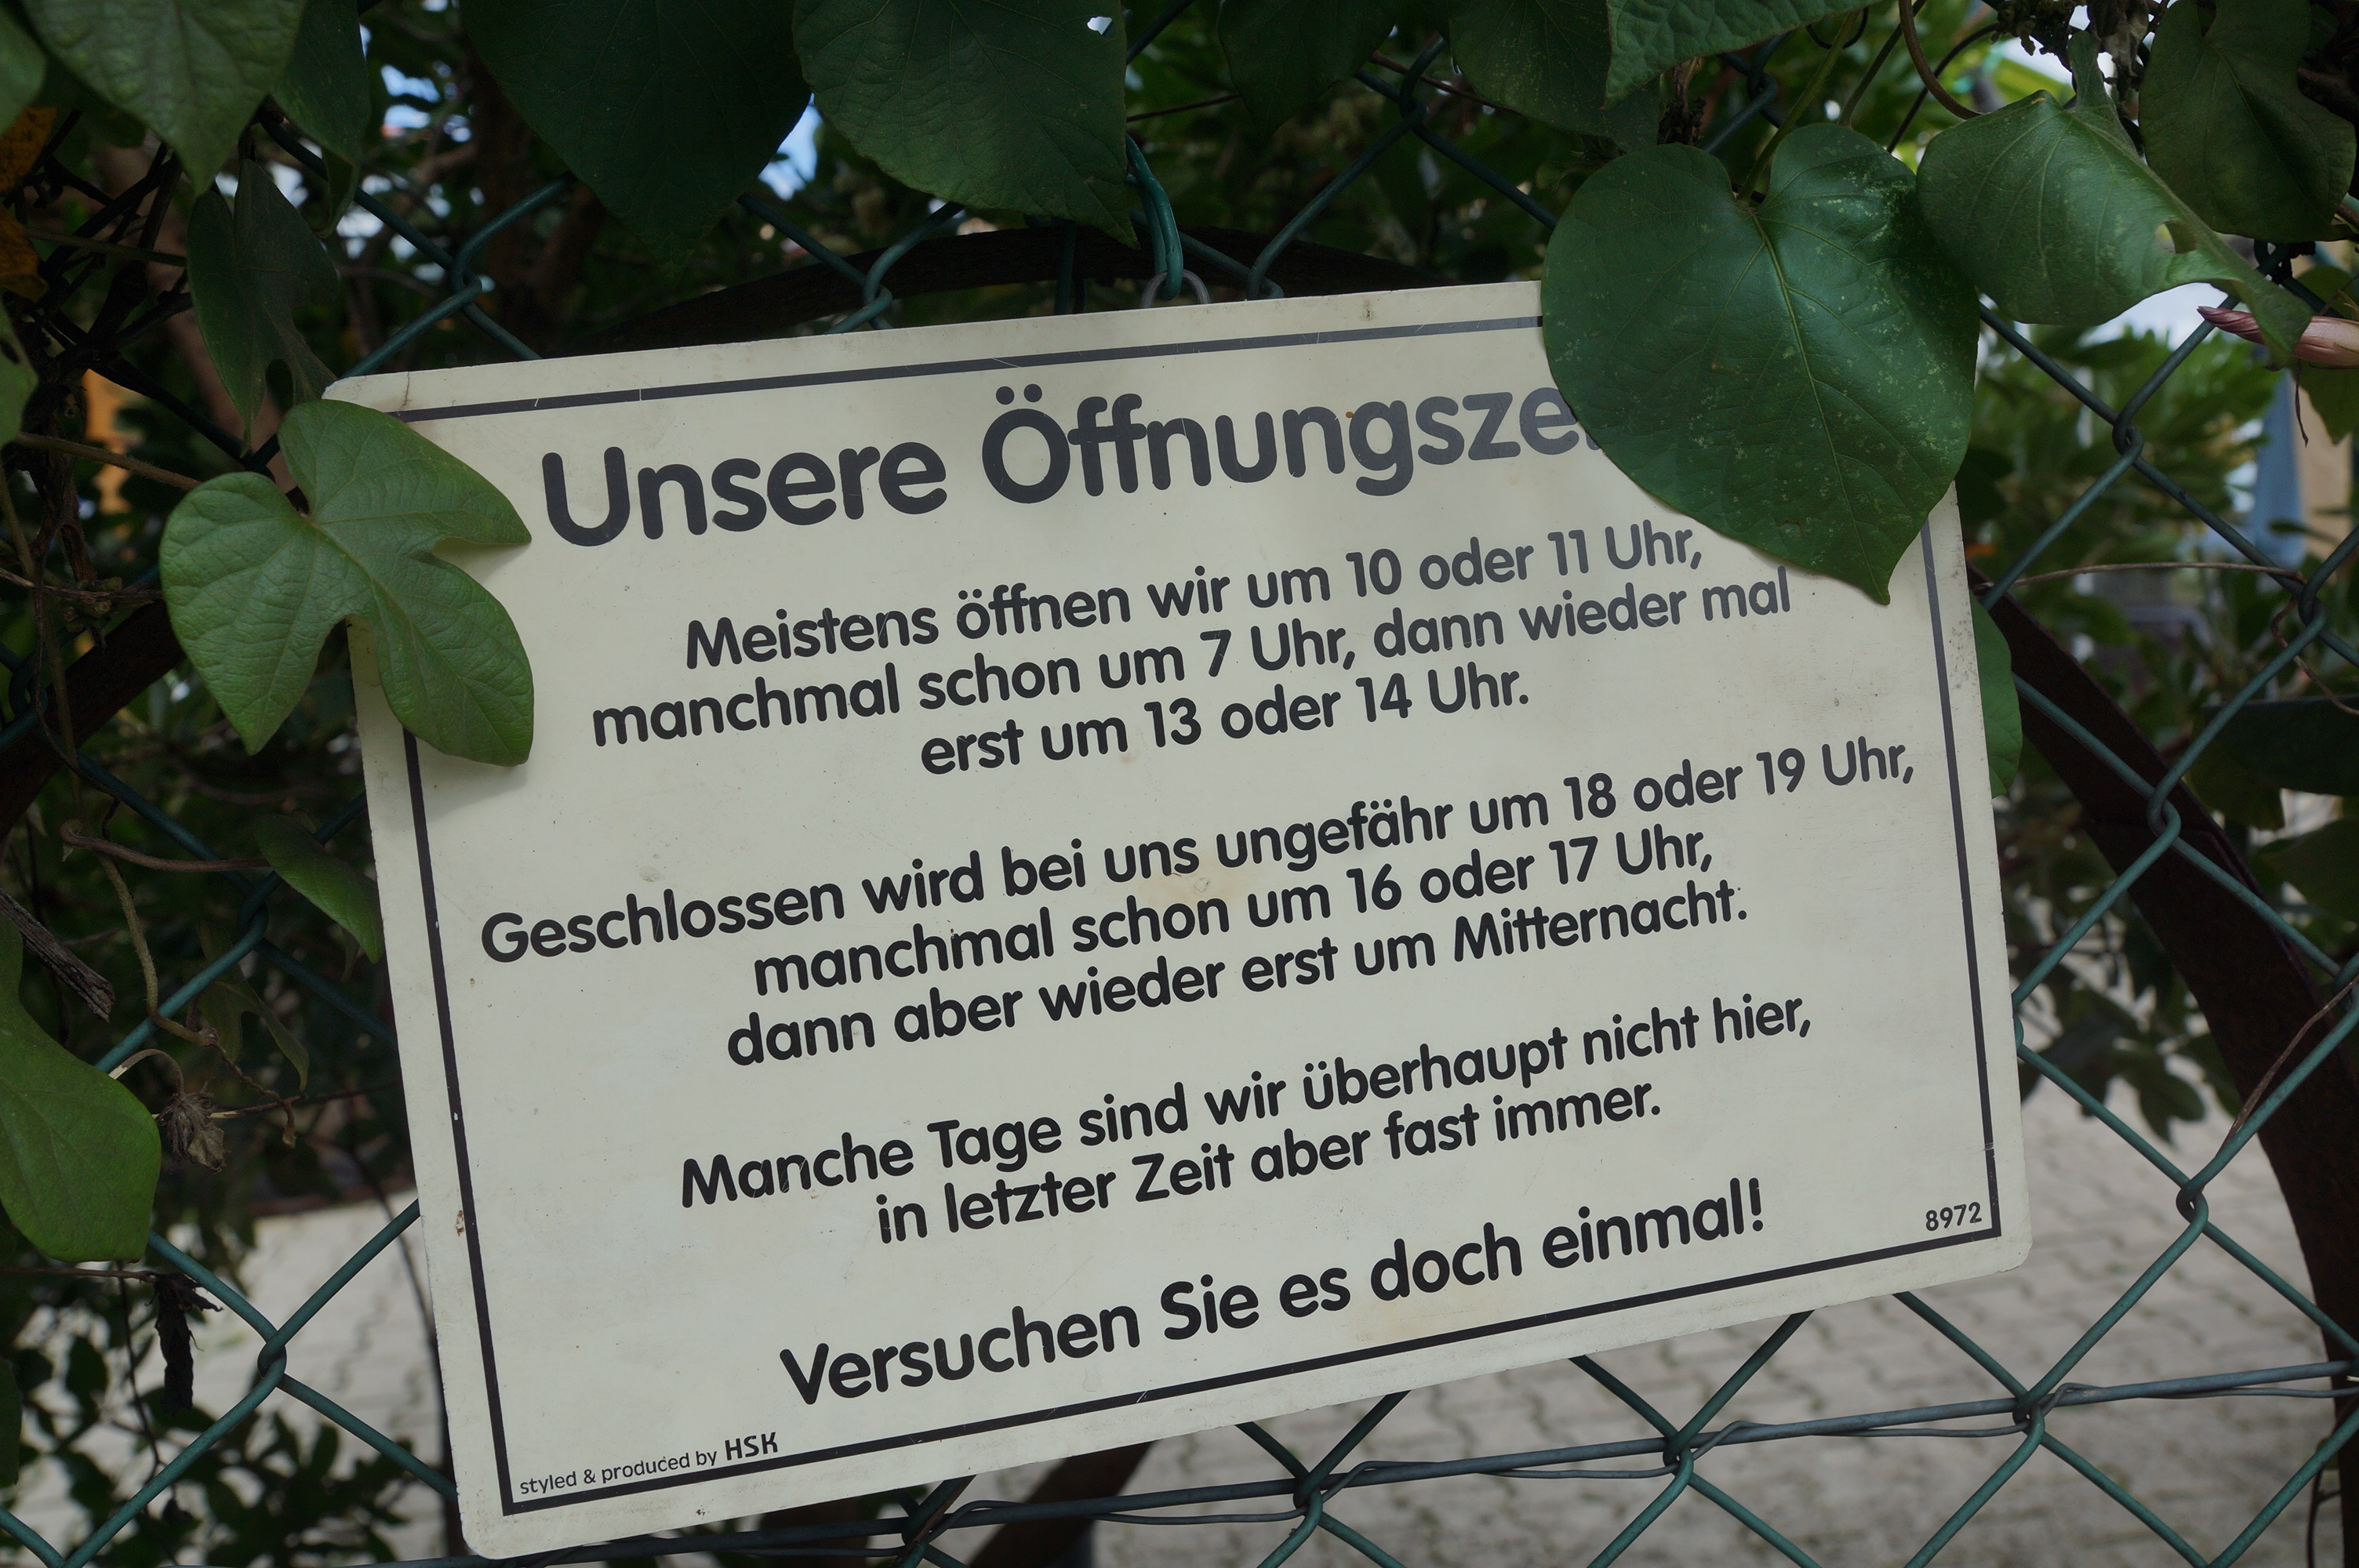 Unsere Öffnungsze
Meistens öffnen wir um 10 oder 11 Uhr,
manchmal schon um 7 Uhr, dann wieder mal
erst um 13 oder 14 Uhr.
Geschlossen wird bei uns ungefähr um 18 oder 19 Uhr,
manchmal schon um 16 oder 17 Uhr,
dann aber wieder erst um Mitternacht.
Manche Tage sind wir überhaupt nicht hier,
in letzter Zeit aber fast immer.
Versuchen Sie es doch einmal!
8972
styled & produced by HSK